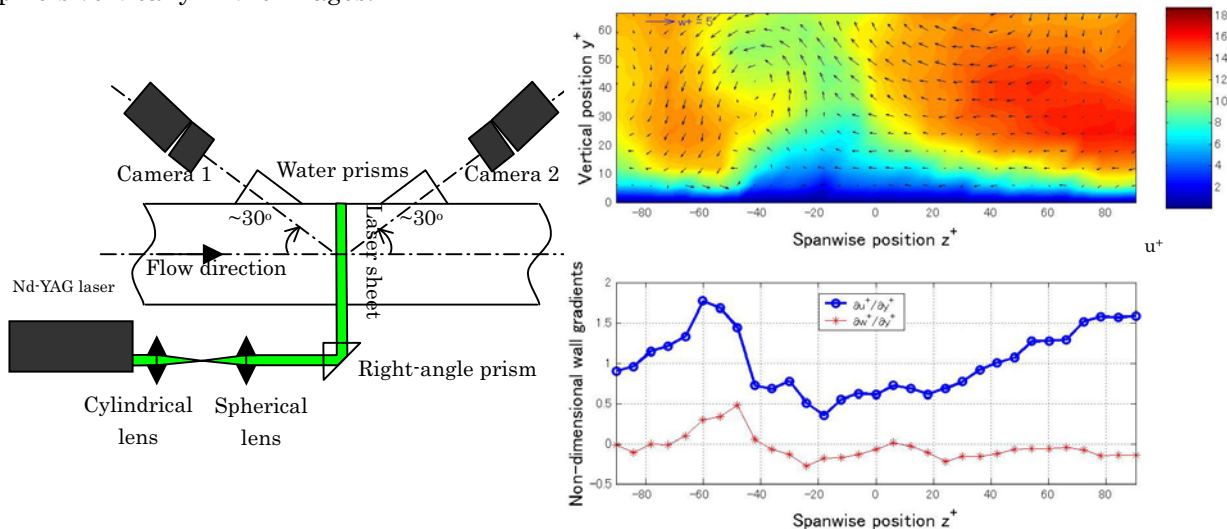 vertically in the images.
Camera 1
Water prisms
Camera 2
~30°
~30°
Laser sheet
Flow direction
Nd-YAG laser
Right-angle prism
Cylindrical
lens
Spherical
lens
w+ = 5
Vertical position y+
60
50
40
30
20
10
0
-80 -60 -40 -20 0 20 40 60 80
Spanwise position z+
18
16
14
12
10
8
6
4
2
u+
Non-dimensional wall gradients
2
1.5
1
0.5
0
-0.5
∂u+/∂y+
∂w+/∂y+
-80 -60 -40 -20 0 20 40 60 80
Spanwise position z+